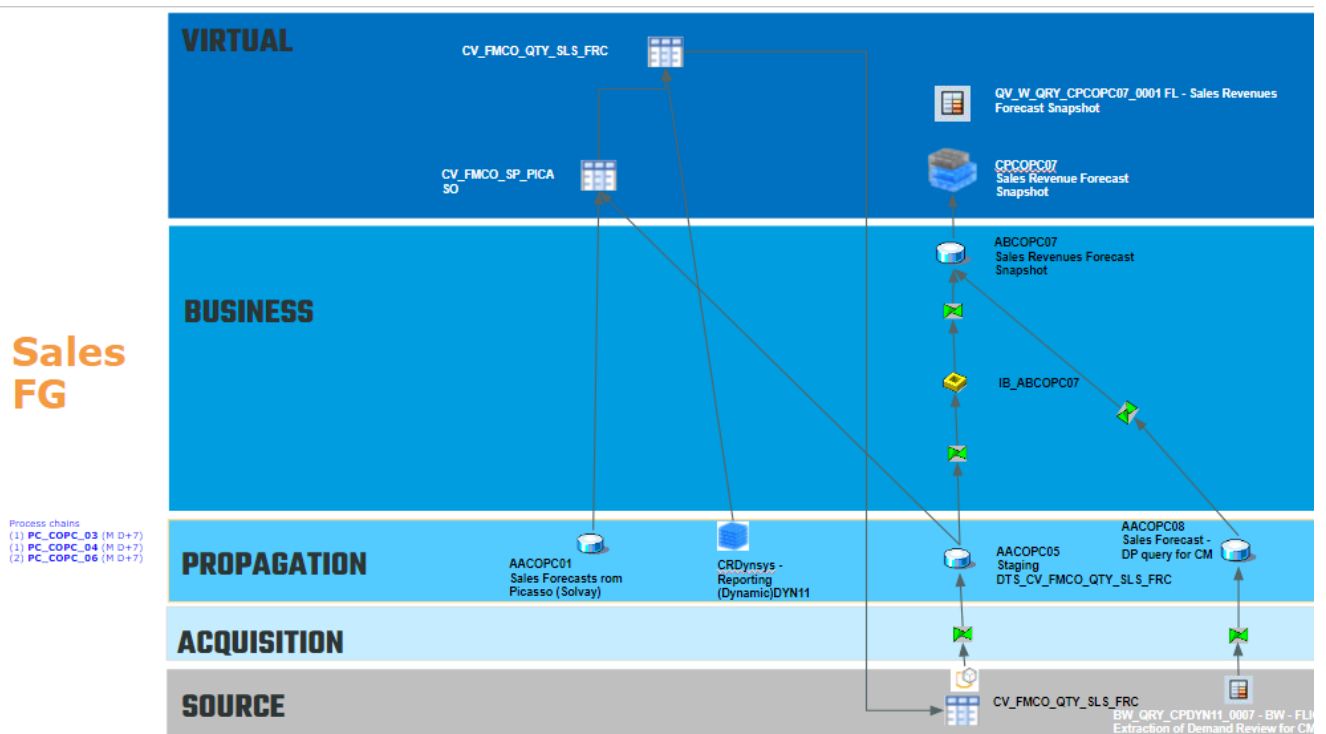 VIRTUAL
CV_FMCO_QTY_SLS_FRC
QV_W_QRY_CPCOPC07_0001 FL - Sales Revenues
Forecast Snapshot
CV_FMCO_SP_PICA
SO
CPCOPC07
Sales Revenue Forecast
Snapshot
BUSINESS
ABCOPC07
Sales Revenues Forecast
Snapshot
IB_ABCOPC07
Sales
FG
Process chains
(1) PC_COPC_03 (M D+7)
(1) PC_COPC_04 (M D+7)
(2) PC_COPC_06 (M D+7)
PROPAGATION
AACOPC01
Sales Forecasts rom
Picasso (Solvay)
CRDynsys -
Reporting
(Dynamic)DYN11
AACOPC05
Staging
DTS_CV_FMCO_QTY_SLS_FRC
AACOPC08
Sales Forecast -
DP query for CM
ACQUISITION
SOURCE
CV_FMCO_QTY_SLS_FRC
BW_QRY_CPDYN11_0007 - BW - FLI
Extraction of Demand Review for CM